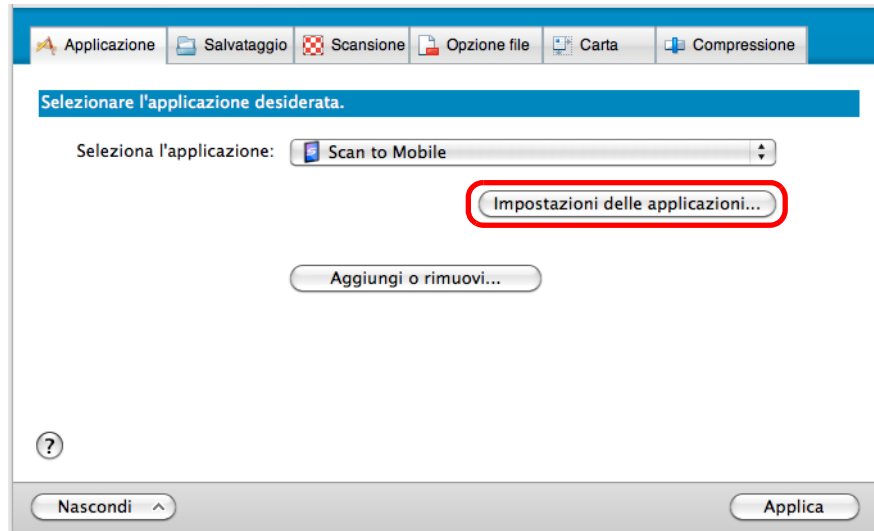 Applicazione Salvataggio Scansione Opzione file Carta Compressione
Selezionare l'applicazione desiderata.
Seleziona l'applicazione: Scan to Mobile
Impostazioni delle applicazioni...
Aggiungi o rimuovi...
?
Nascondi Applica